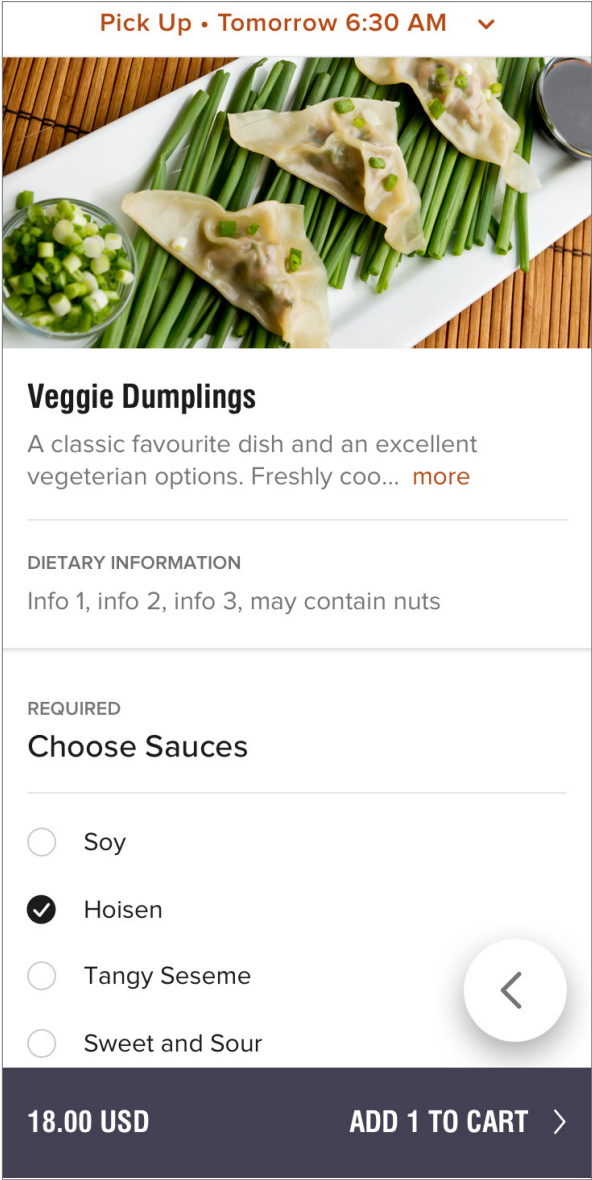 Pick Up • Tomorrow 6:30 AM
Veggie Dumplings
A classic favourite dish and an excellent
vegeterian options. Freshly coo... more
DIETARY INFORMATION
Info 1, info 2, info 3, may contain nuts
REQUIRED
Choose Sauces
Soy
Hoisen
Tangy Seseme
Sweet and Sour
18.00 USD ADD 1 TO CART